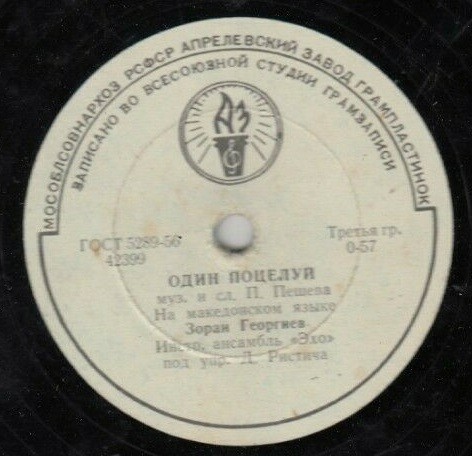 МОСОБЛСОВНАРХОЗ РСФСР АПРЕЛЕВСКИЙ ЗАВОД ГРАМПЛАСТИНОК
ЗАПИСАНО ВО ВСЕСОЮЗНОЙ СТУДИИ ГРАМЗАПИСИ
АЗ
ГОСТ 5289-56
42399
Третья гр.
0-57
ОДИН ПОЦЕЛУЙ
муз. и сл. П. Пешева
На македонском языке
Зоран Георгиев
Инстр. ансамбль «Эхо»
под упр. Д. Ристича